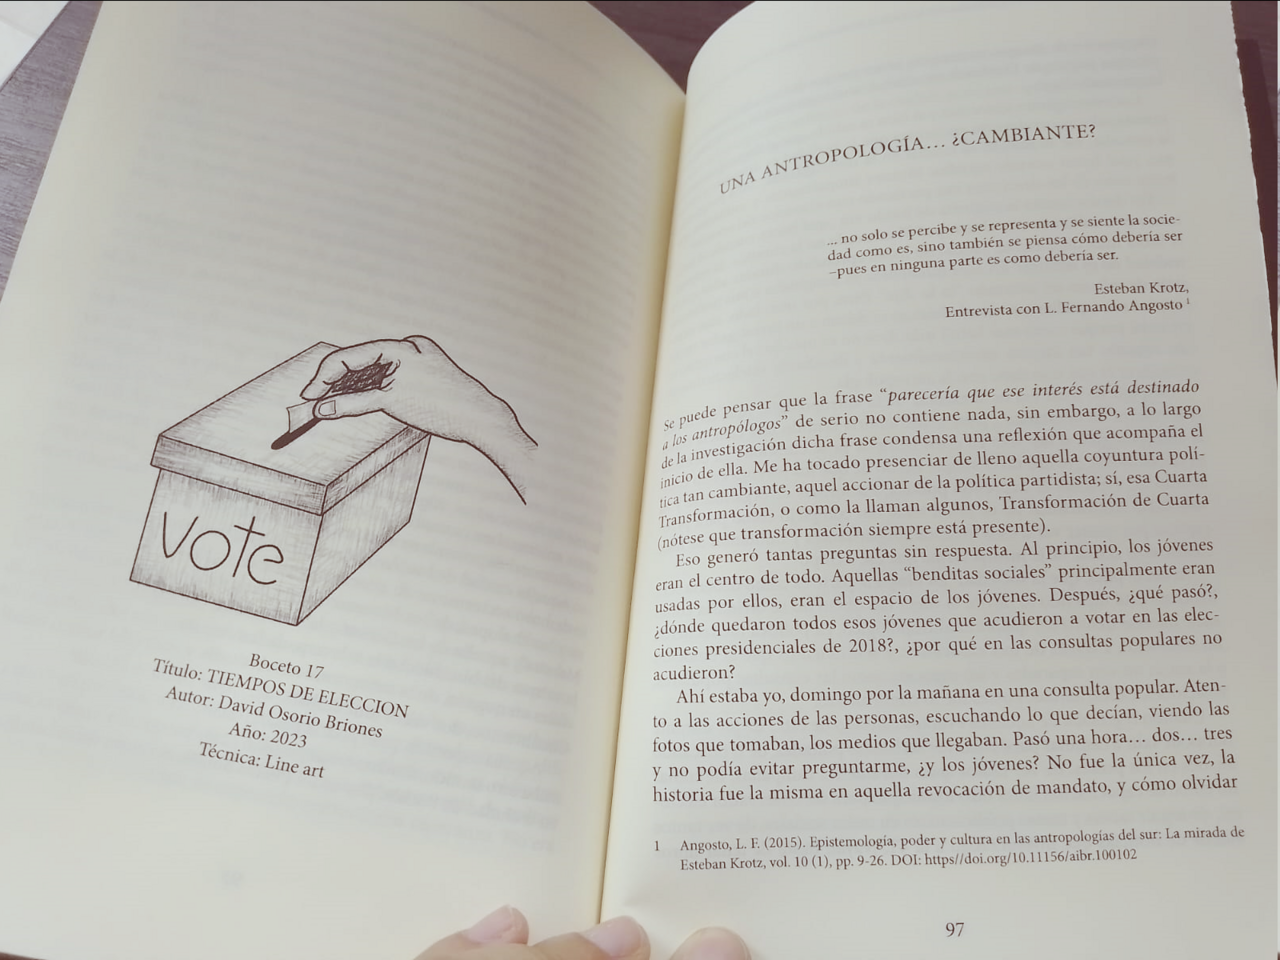 Vote
Boceto 17
Título: TIEMPOS DE ELECCION
Autor: David Osorio Briones
Año: 2023
Técnica: Line art
UNA ANTROPOLOGÍA... ¿CAMBIANTE?
... no solo se percibe y se representa y se siente la socie-
dad como es, sino también se piensa cómo debería ser
–pues en ninguna parte es como debería ser.
Esteban Krotz,
Entrevista con L. Fernando Angosto 1
Se puede pensar que la frase “parecería que ese interés está destinado
a los antropólogos” de serio no contiene nada, sin embargo, a lo largo
de la investigación dicha frase condensa una reflexión que acompaña el
inicio de ella. Me ha tocado presenciar de lleno aquella coyuntura polí-
tica tan cambiante, aquel accionar de la política partidista; sí, esa Cuarta
Transformación, o como la llaman algunos, Transformación de Cuarta
(nótese que transformación siempre está presente).
Eso generó tantas preguntas sin respuesta. Al principio, los jóvenes
eran el centro de todo. Aquellas “benditas sociales” principalmente eran
usadas por ellos, eran el espacio de los jóvenes. Después, ¿qué pasó?,
¿dónde quedaron todos esos jóvenes que acudieron a votar en las elec-
ciones presidenciales de 2018?, ¿por qué en las consultas populares no
acudieron?
Ahí estaba yo, domingo por la mañana en una consulta popular. Aten-
to a las acciones de las personas, escuchando lo que decían, viendo las
fotos que tomaban, los medios que llegaban. Pasó una hora... dos... tres
y no podía evitar preguntarme, ¿y los jóvenes? No fue la única vez, la
historia fue la misma en aquella revocación de mandato, y cómo olvidar
1 Angosto, L. F. (2015). Epistemología, poder y cultura en las antropologías del sur: La mirada de
Esteban Krotz, vol. 10 (1), pp. 9-26. DOI: https//doi.org/10.11156/aibr.100102
97